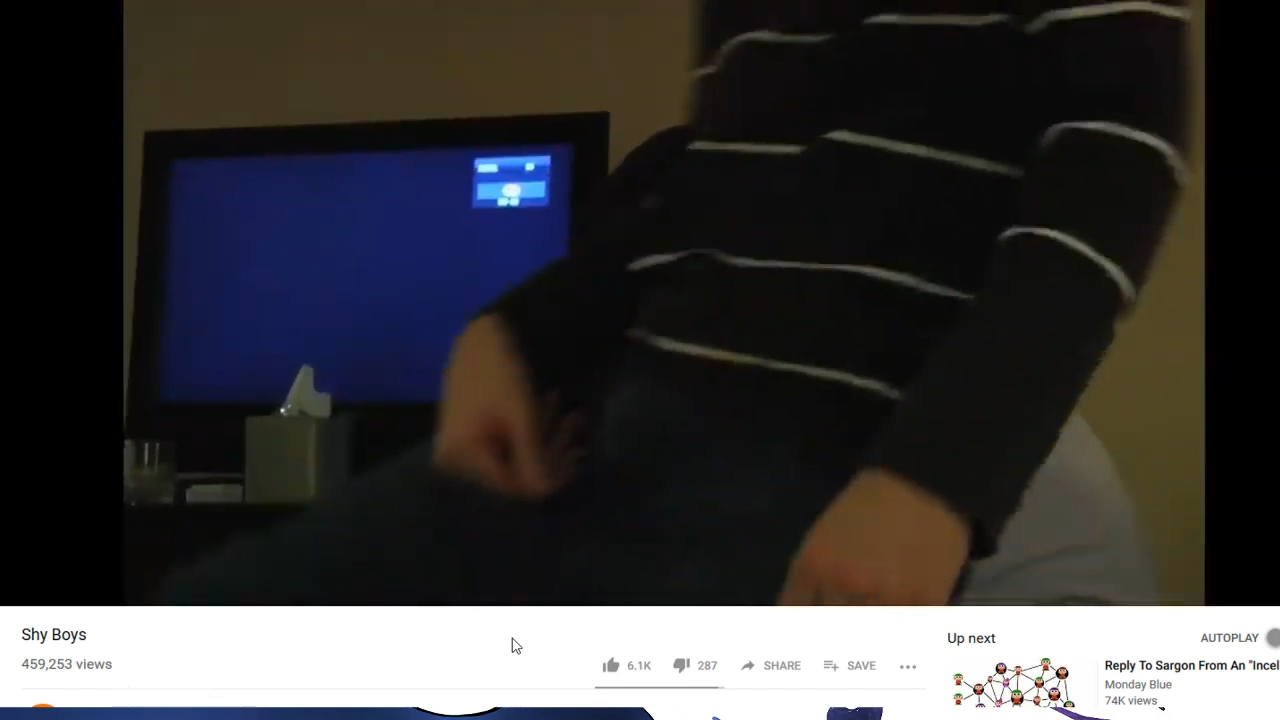 Shy Boys
459,253 views
6.1K
287
SHARE
SAVE
Up next
AUTOPLAY
Reply To Sargon From An "Incel
Monday Blue
74K views